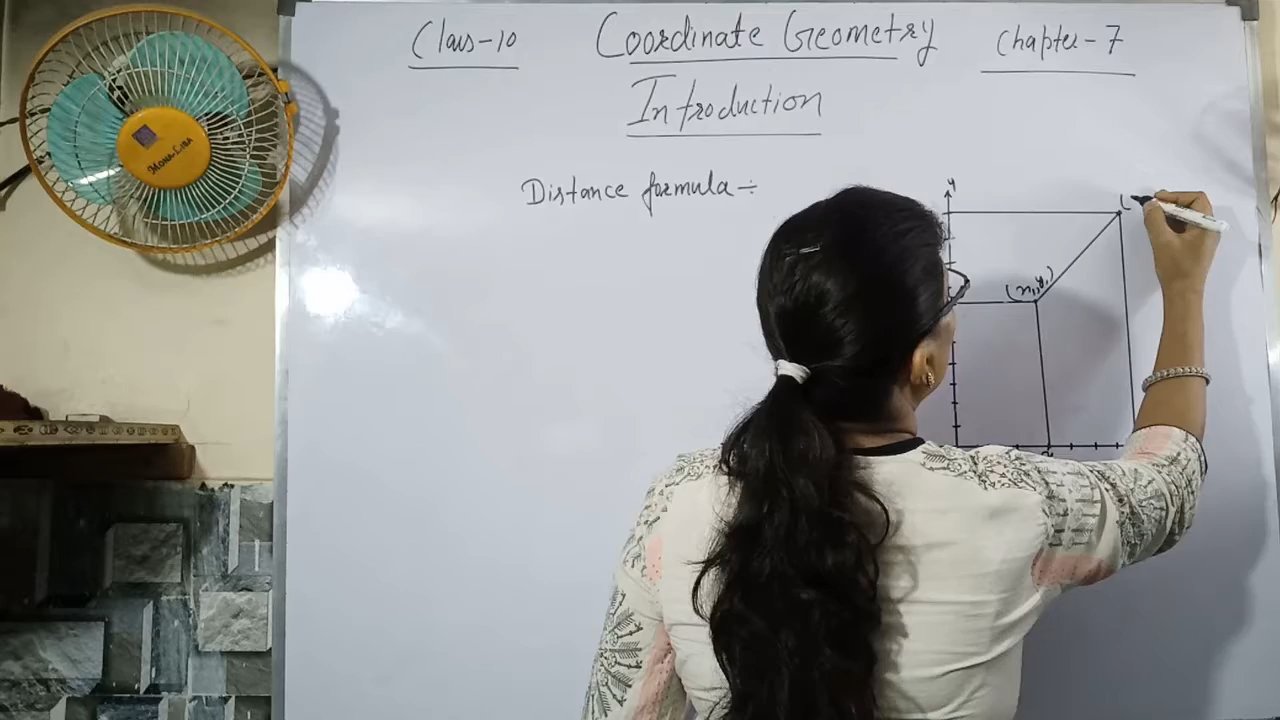 Class-10 Coordinate Geometry Chapter-7
Introduction
Distance formula ÷
y
(
(x₁,y₁)